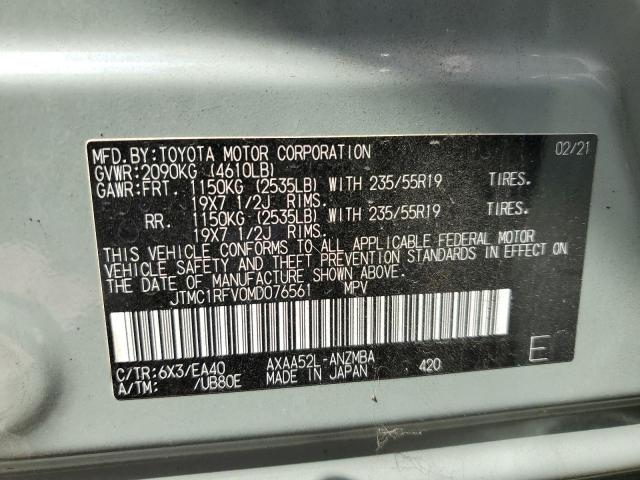 MFD.BY:TOYOTA MOTOR CORPORATION 02/21
GVWR:2090KG (4610LB)
GAWR:FRT. 1150KG (2535LB) WITH 235/55R19 TIRES.
19X7 1/2J RIMS.
RR. 1150KG (2535LB) WITH 235/55R19 TIRES.
19X7 1/2J RIMS.
THIS VEHICLE CONFORMS TO ALL APPLICABLE FEDERAL MOTOR
VEHICLE SAFETY AND THEFT PREVENTION STANDARDS IN EFFECT ON
THE DATE OF MANUFACTURE SHOWN ABOVE.
JTMC1RFV0MD076561 MPV
C/TR:6X3/EA40 AXAA52L-ANZMBA 420 E
A/TM: /UB80E MADE IN JAPAN